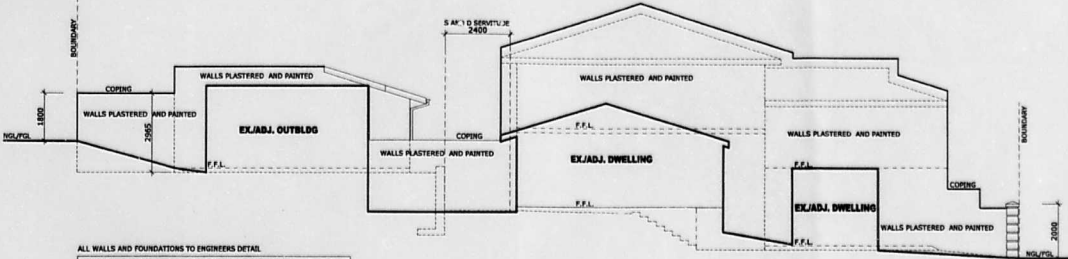 BOUNDARY
S AND D SERVITUDE
2400
WALLS PLASTERED AND PAINTED
COPING
WALLS PLASTERED AND PAINTED
1800
2965
EX./ADJ. OUTBLDG
NGL/FGL
F.F.L.
COPING
WALLS PLASTERED AND PAINTED
WALLS PLASTERED AND PAINTED
F.F.L.
EX./ADJ. DWELLING
F.F.L.
WALLS PLASTERED AND PAINTED
F.F.L.
EX./ADJ. DWELLING
F.F.L.
COPING
WALLS PLASTERED AND PAINTED
BOUNDARY
2000
NGL/FGL
ALL WALLS AND FOUNDATIONS TO ENGINEERS DETAIL